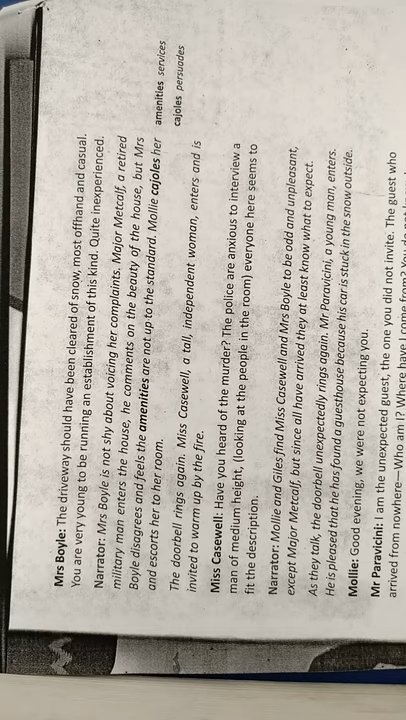 Mrs Boyle: The driveway should have been cleared of snow, most offhand and casual.
You are very young to be running an establishment of this kind. Quite inexperienced.
Narrator: Mrs Boyle is not shy about voicing her complaints. Major Metcalf, a retired
military man enters the house, he comments on the beauty of the house, but Mrs
Boyle disagrees and feels the amenities are not up to the standard. Mollie cajoles her
and escorts her to her room.
amenities services
cajoles persuades
The doorbell rings again. Miss Casewell, a tall, independent woman, enters and is
invited to warm up by the fire.
Miss Casewell: Have you heard of the murder? The police are anxious to interview a
man of medium height, (looking at the people in the room) everyone here seems to
fit the description.
Narrator: Mollie and Giles find Miss Casewell and Mrs Boyle to be odd and unpleasant,
except Major Metcalf, but since all have arrived they at least know what to expect.
As they talk, the doorbell unexpectedly rings again. Mr Paravicini, a young man, enters.
He is pleased that he has found a guesthouse because his car is stuck in the snow outside.
Mollie: Good evening, we were not expecting you.
Mr Paravicini: I am the unexpected guest, the one you did not invite. The guest who
arrived from nowhere—Who am I? Where have I come from?